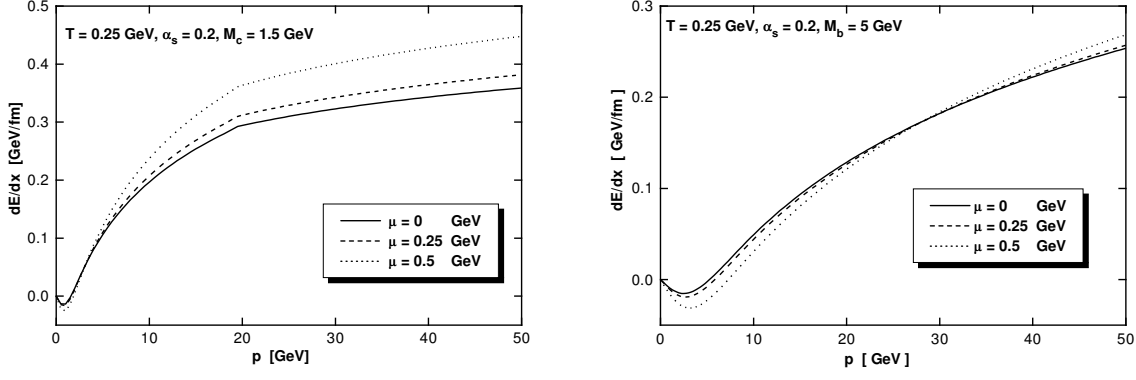 T = 0.25 GeV, αs = 0.2, Mc = 1.5 GeV
dE/dx [GeV/fm]
0.5
0.4
0.3
0.2
0.1
0.0
μ = 0 GeV
μ = 0.25 GeV
μ = 0.5 GeV
0 10 20 30 40 50
p [GeV]
T = 0.25 GeV, αs = 0.2, Mb = 5 GeV
dE/dx [ GeV/fm]
0.3
0.2
0.1
0.0
μ = 0 GeV
μ = 0.25 GeV
μ = 0.5 GeV
0 10 20 30 40 50
p [ GeV ]